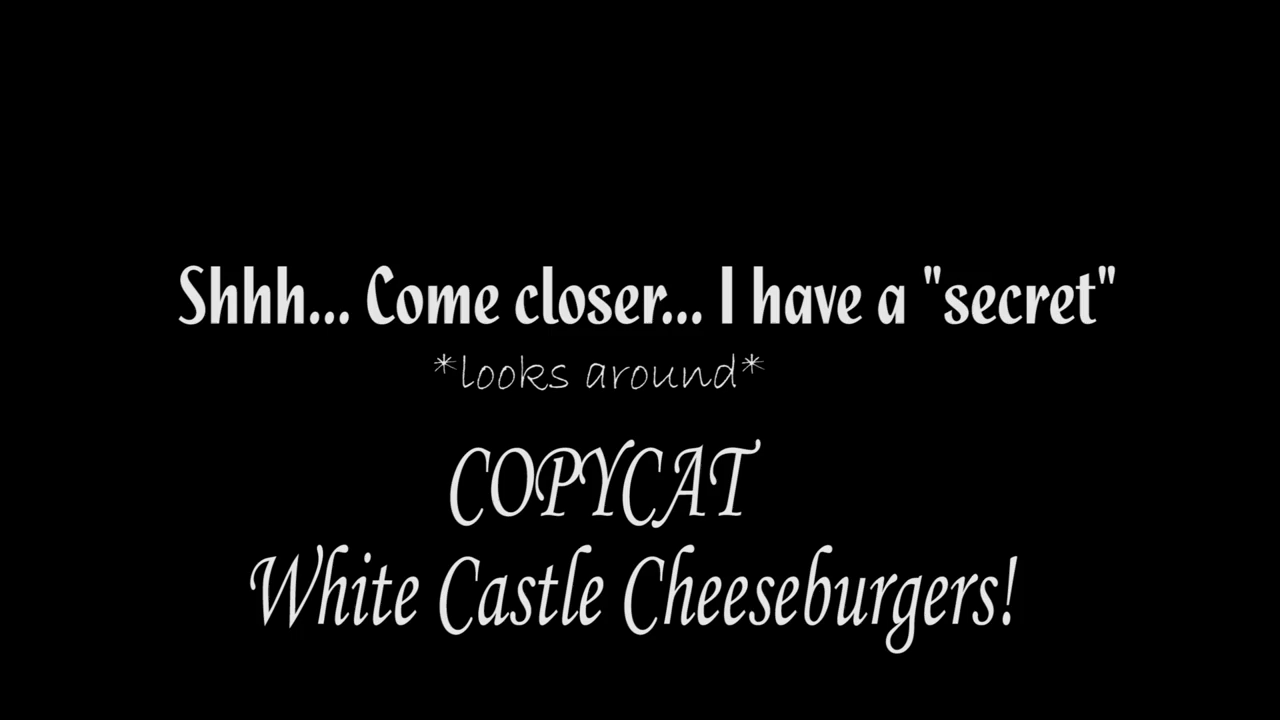 Shhh... Come closer... I have a "secret"
*looks around*
COPYCAT
White Castle Cheeseburgers!